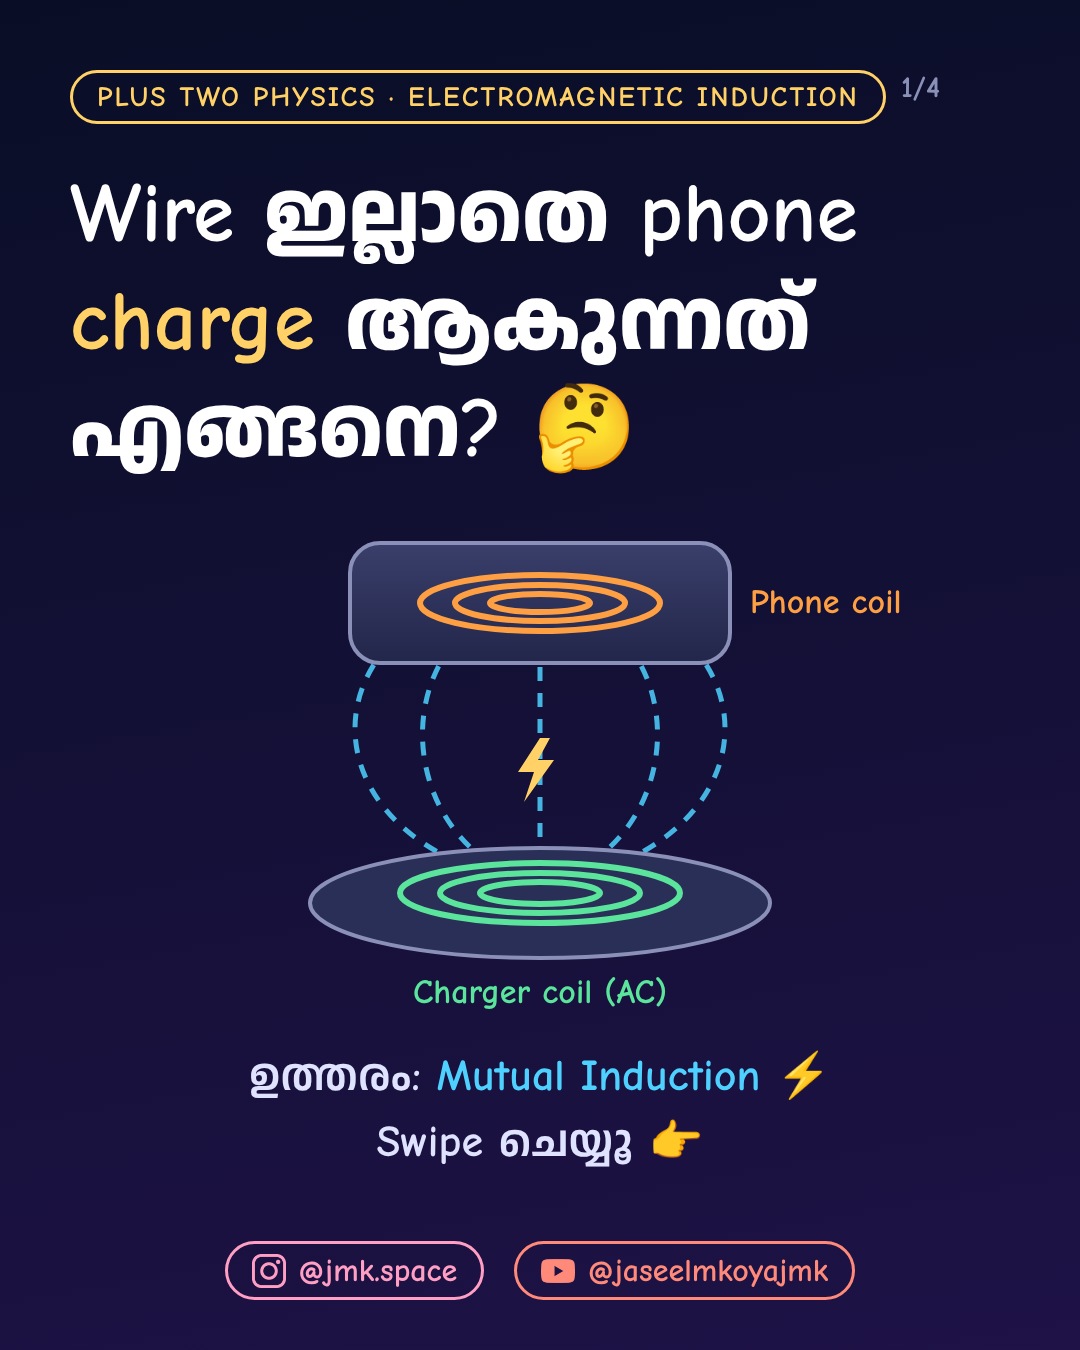 PLUS TWO PHYSICS · ELECTROMAGNETIC INDUCTION
1/4
Wire ഇല്ലാതെ phone
charge ആകുന്നത്
എങ്ങനെ? 🤔
Phone coil
Charger coil (AC)
ഉത്തരം: Mutual Induction ⚡
Swipe ചെയ്യൂ 👉
@jmk.space
@jaseelmkoyajmk